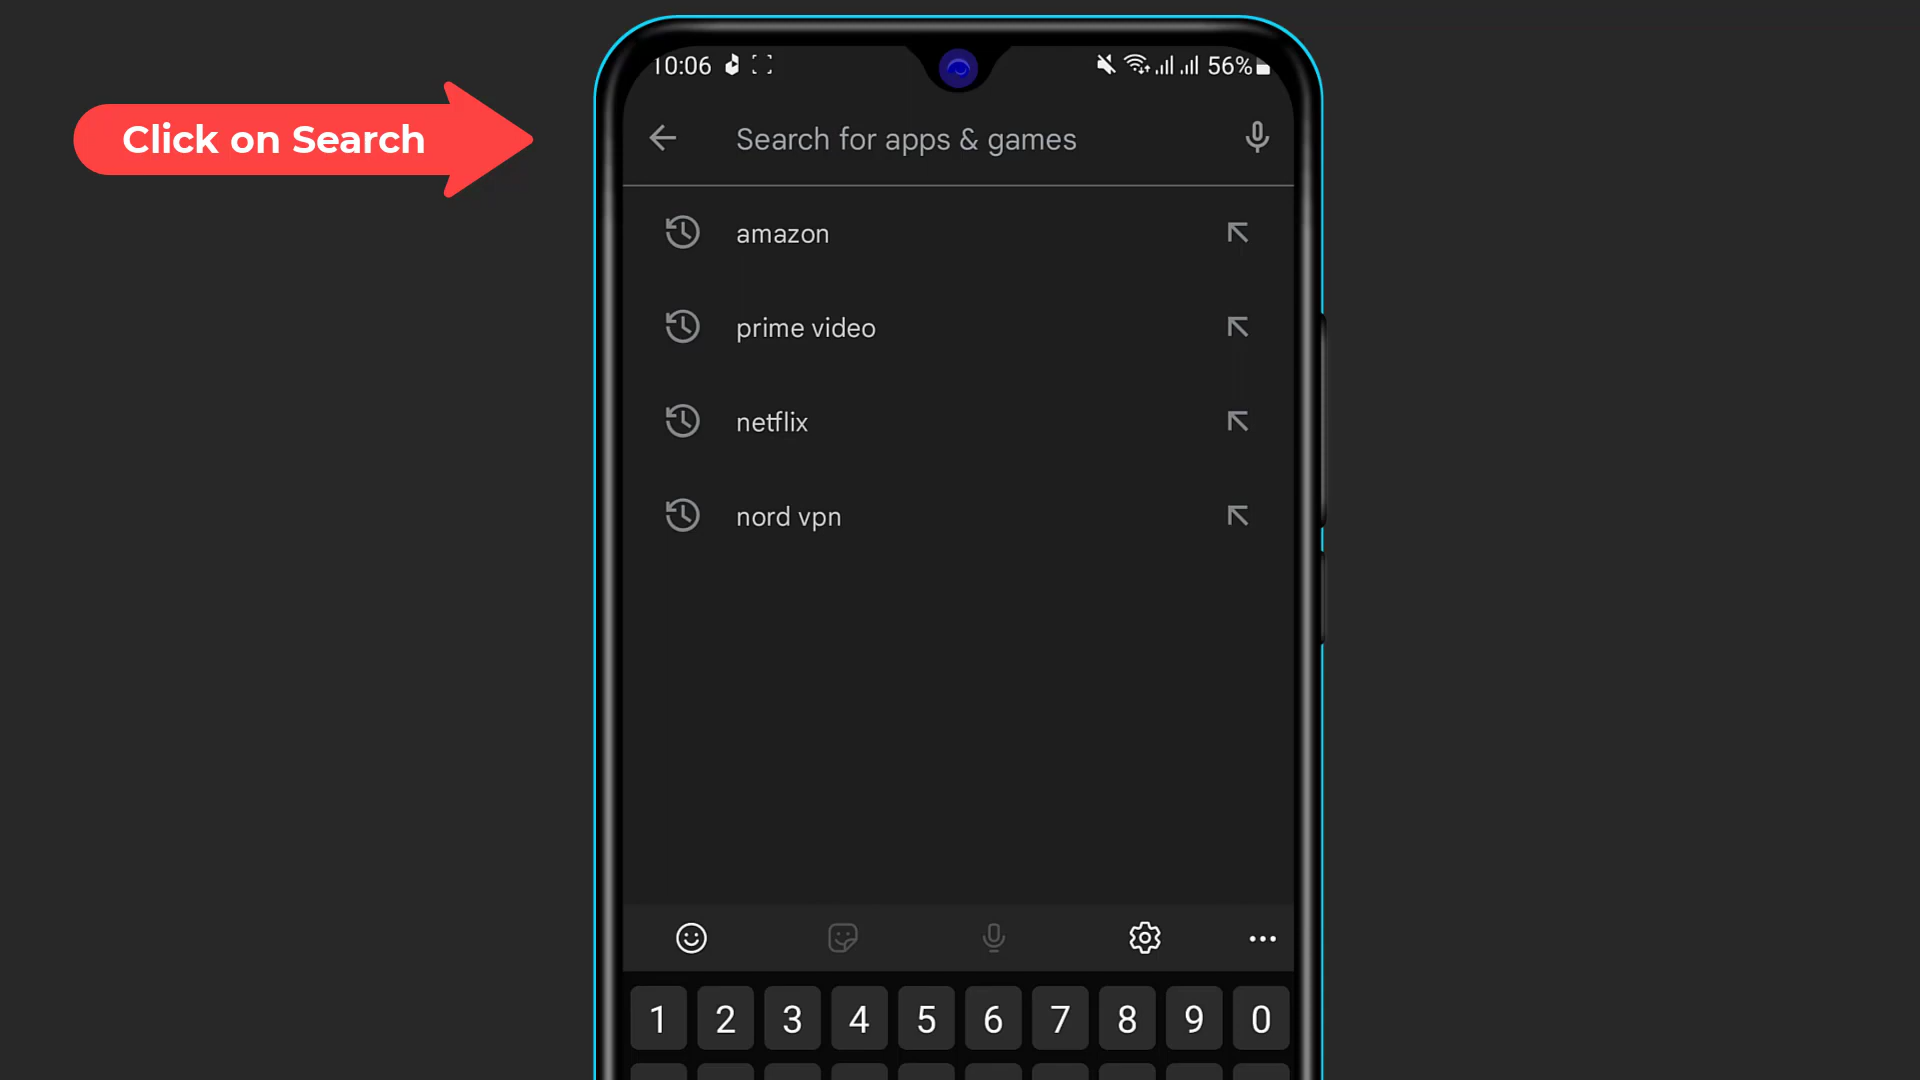 Click on Search
10:06
56%
Search for apps & games
amazon
prime video
netflix
nord vpn
1 2 3 4 5 6 7 8 9 0